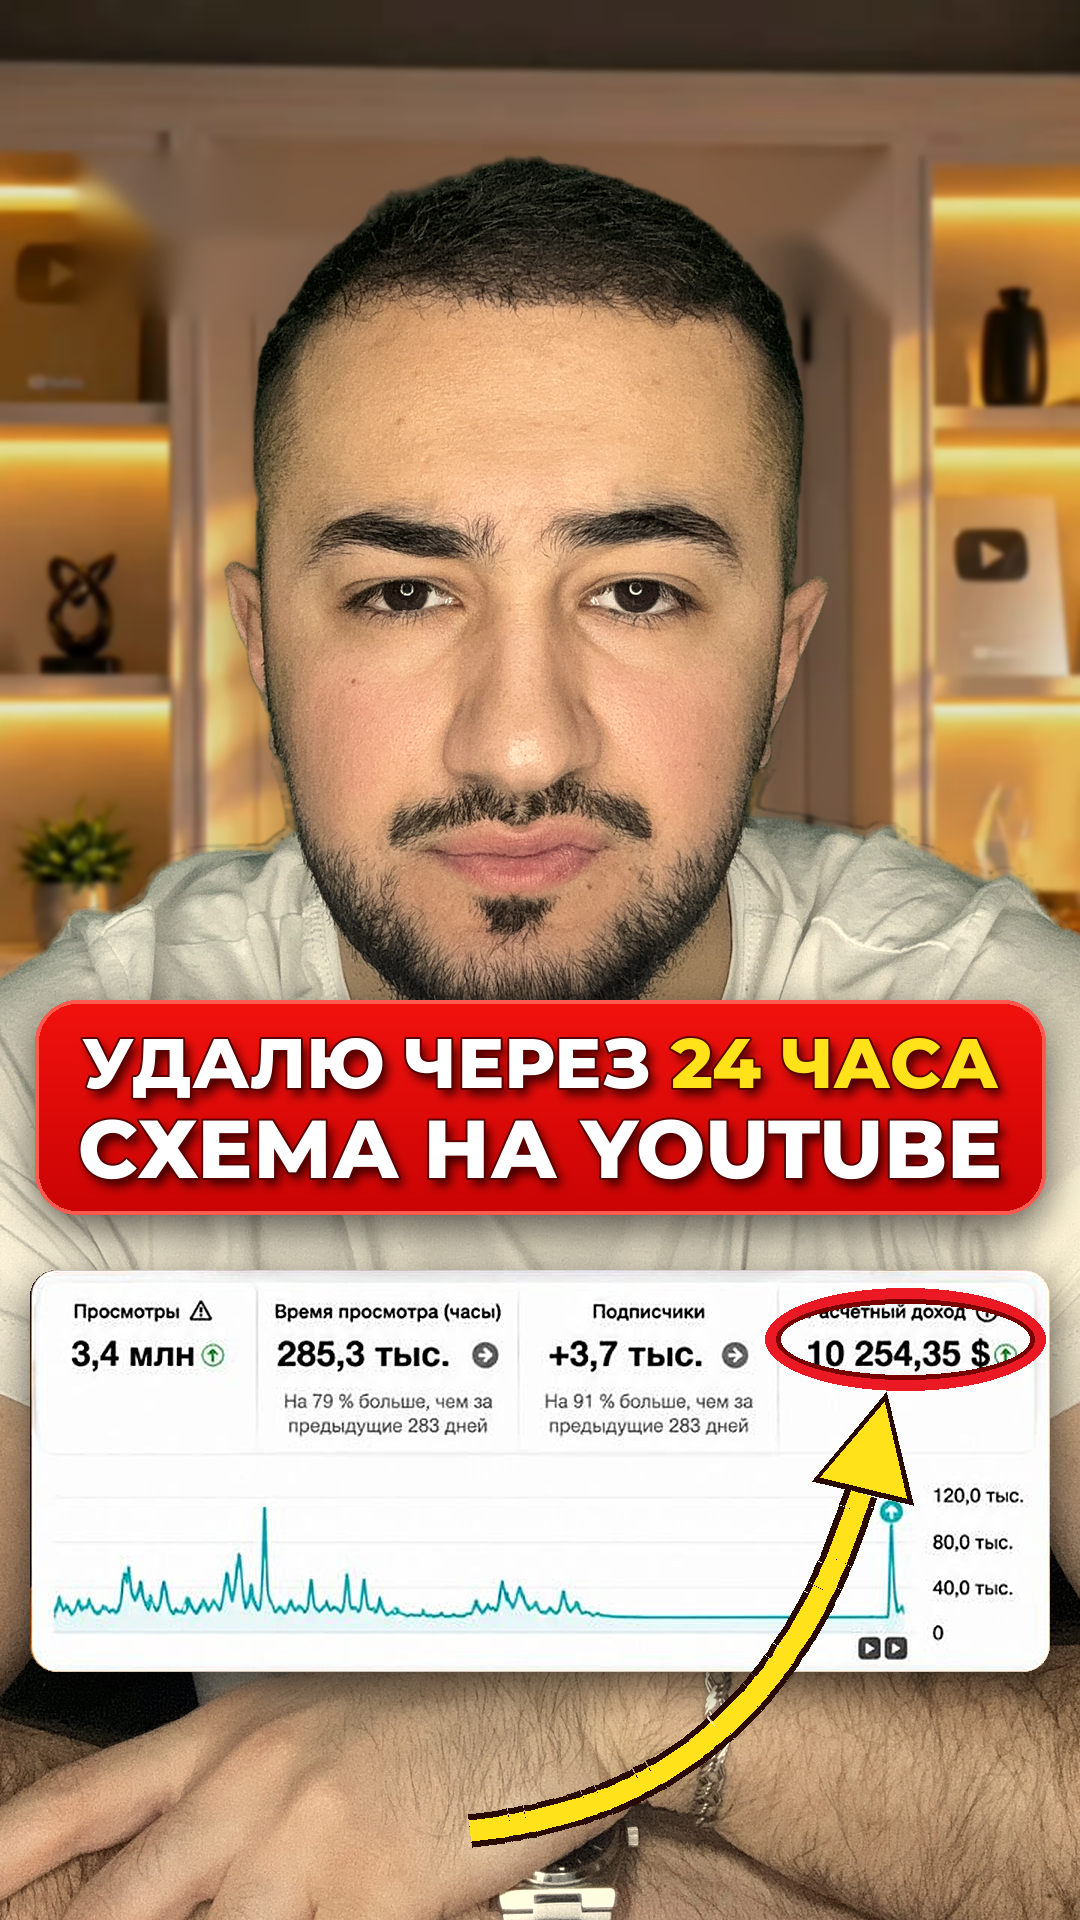 УДАЛЮ ЧЕРЕЗ 24 ЧАСА
СХЕМА НА YOUTUBE
Просмотры
3,4 млн
Время просмотра (часы)
285,3 тыс.
На 79 % больше, чем за
предыдущие 283 дней
Подписчики
+3,7 тыс.
На 91 % больше, чем за
предыдущие 283 дней
Расчетный доход
10 254,35 $
120,0 тыс.
80,0 тыс.
40,0 тыс.
0